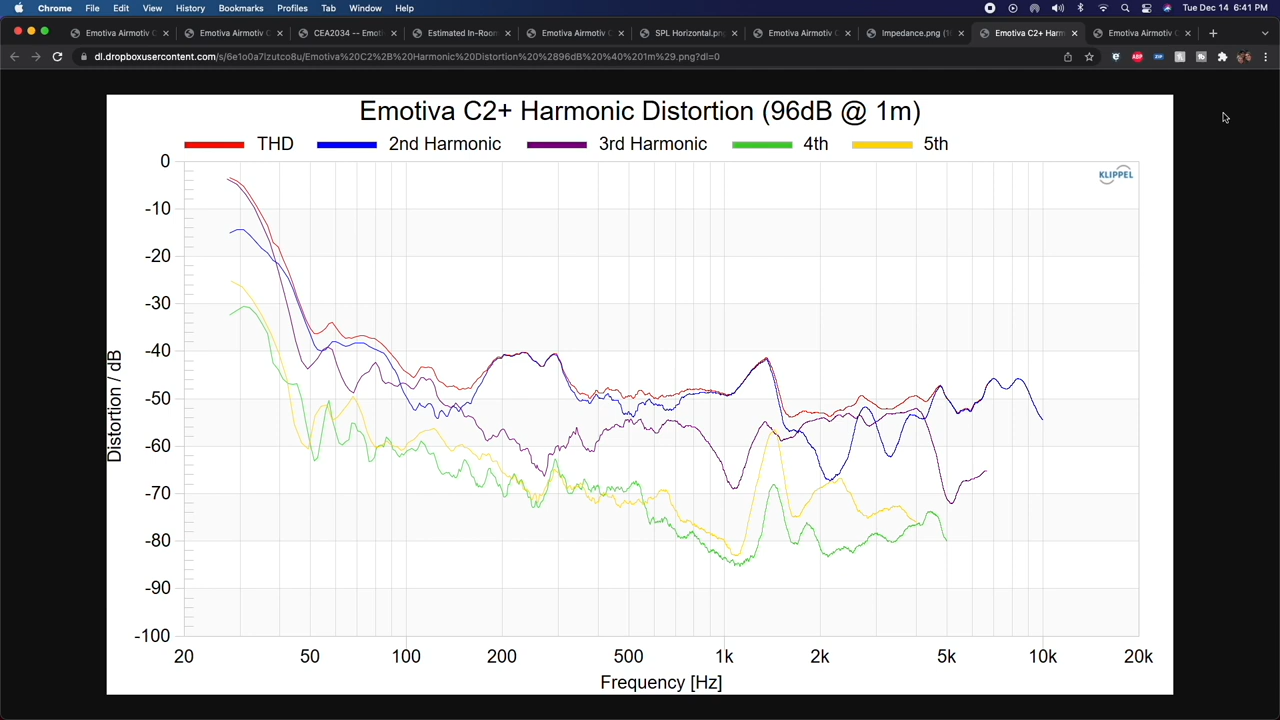 Chrome File Edit View History Bookmarks Profiles Tab Window Help Tue Dec 14 6:41 PM
Emotiva Airmotiv C Emotiva Airmotiv C CEA2034 -- Emoti Estimated In-Room Emotiva Airmotiv C SPL Horizontal.pn Emotiva Airmotiv C Impedance.png (1 Emotiva C2+ Harm Emotiva Airmotiv C
dl.dropboxusercontent.com/s/6e1o0a7lzutco8u/Emotiva%20C2%2B%20Harmonic%20Distortion%20%2896dB%20%40%201m%29.png?dl=0
ABP ZIP
Emotiva C2+ Harmonic Distortion (96dB @ 1m)
THD 2nd Harmonic 3rd Harmonic 4th 5th
KLIPPEL
0
-10
-20
-30
-40
-50
-60
-70
-80
-90
-100
Distortion / dB
20 50 100 200 500 1k 2k 5k 10k 20k
Frequency [Hz]